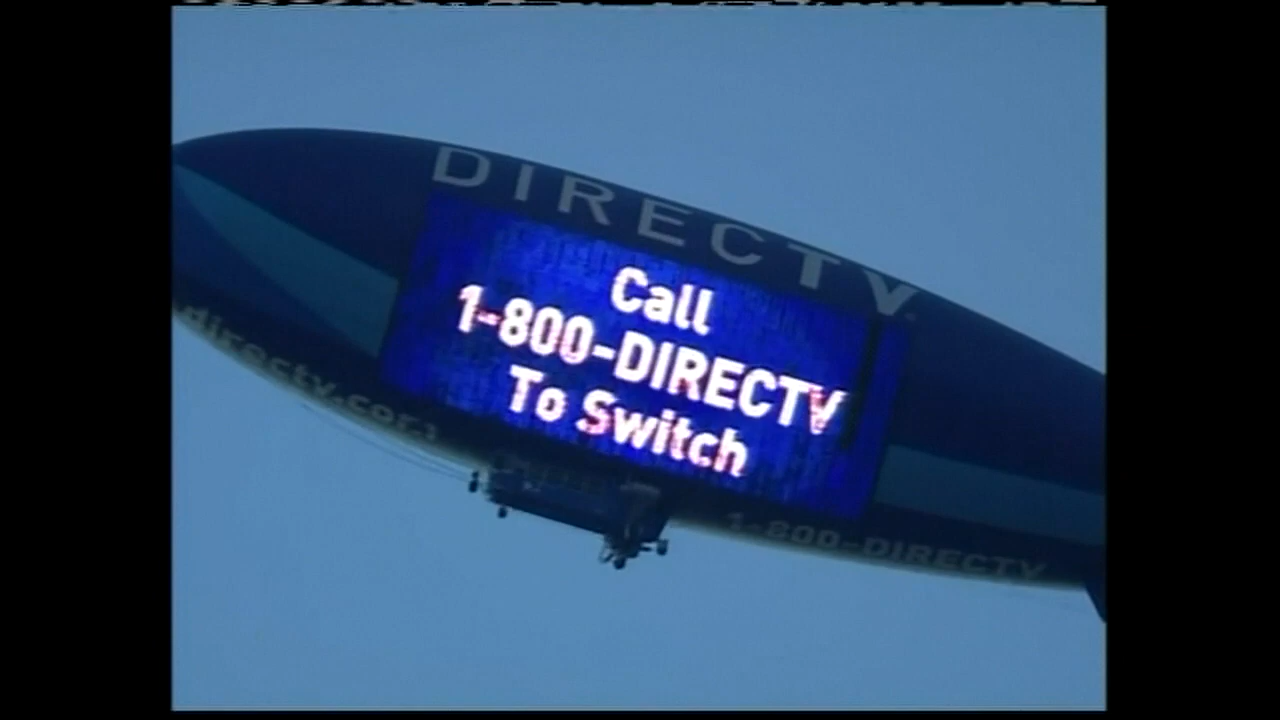 DIRECTV
Call
1-800-DIRECTV
To Switch
directv.com
1-800-DIRECTV